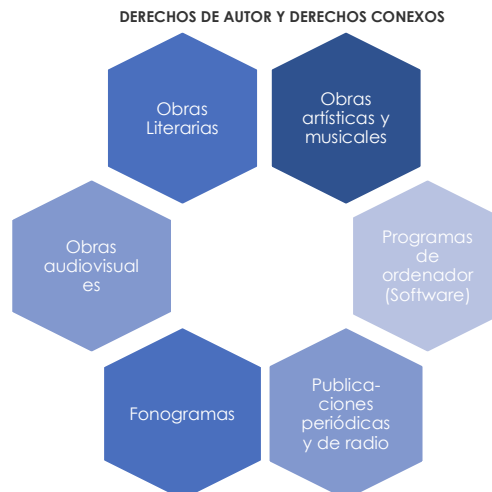 DERECHOS DE AUTOR Y DERECHOS CONEXOS
Obras
Literarias
Obras
artísticas y
musicales
Obras
audiovisual
es
Programas
de
ordenador
(Software)
Fonogramas
Publica-
ciones
periódicas
y de radio